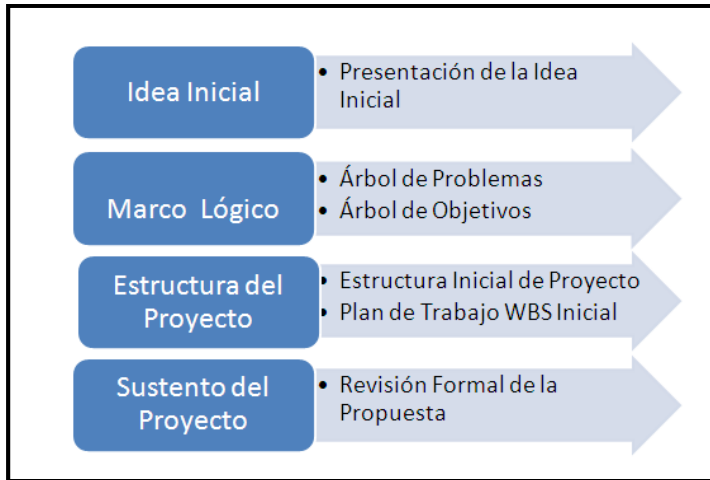 Idea Inicial
• Presentación de la Idea
Inicial
Marco Lógico
• Árbol de Problemas
• Árbol de Objetivos
Estructura del
Proyecto
• Estructura Inicial de Proyecto
• Plan de Trabajo WBS Inicial
Sustento del
Proyecto
• Revisión Formal de la
Propuesta